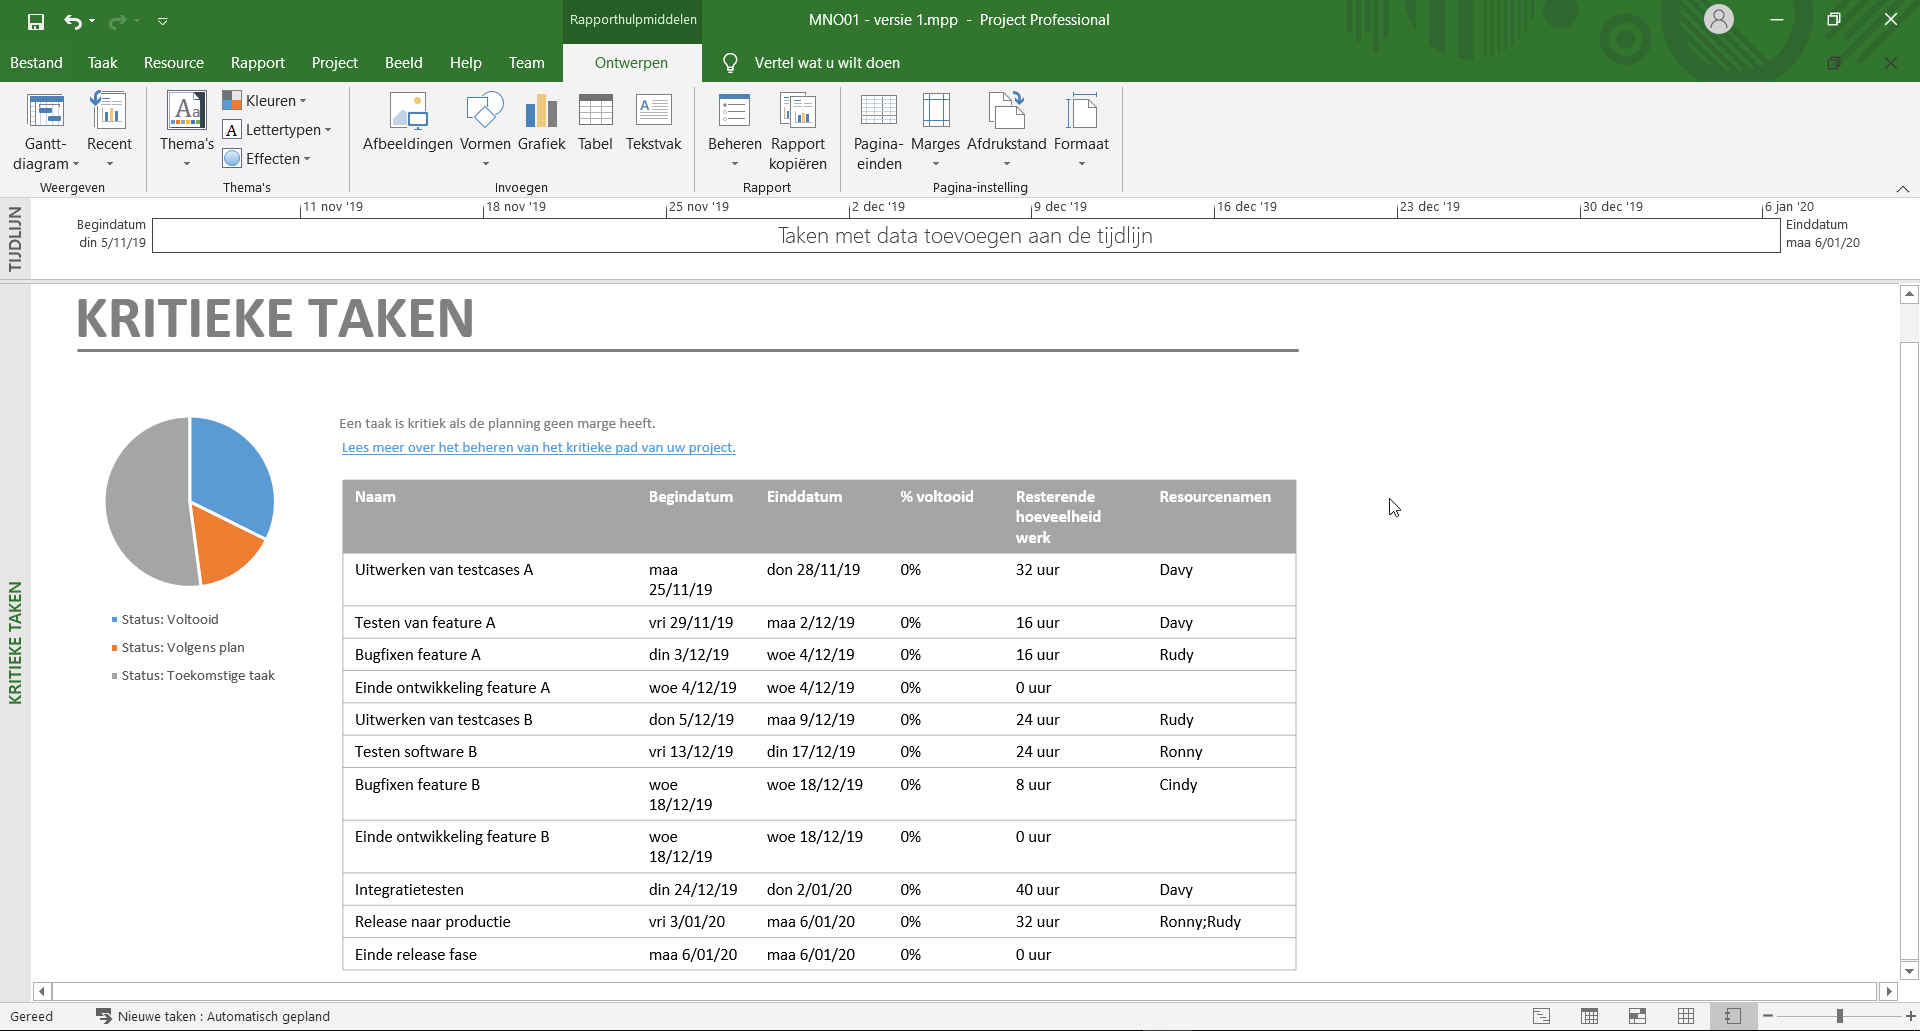 Rapporthulpmiddelen
MNO01 - versie 1.mpp - Project Professional
Bestand Taak Resource Rapport Project Beeld Help Team Ontwerpen Vertel wat u wilt doen
Gantt-
diagram
Recent
Weergeven
Thema's
Kleuren
Lettertypen
Effecten
Thema's
Afbeeldingen Vormen Grafiek Tabel Tekstvak
Invoegen
Beheren
Rapport
kopiëren
Rapport
Pagina-
einden
Marges Afdrukstand Formaat
Pagina-instelling
TIJDLIJN
11 nov '19 18 nov '19 25 nov '19 2 dec '19 9 dec '19 16 dec '19 23 dec '19 30 dec '19 6 jan '20
Begindatum
din 5/11/19
Taken met data toevoegen aan de tijdlijn
Einddatum
maa 6/01/20
KRITIEKE TAKEN
KRITIEKE TAKEN
Een taak is kritiek als de planning geen marge heeft.
Lees meer over het beheren van het kritieke pad van uw project.
Status: Voltooid
Status: Volgens plan
Status: Toekomstige taak
Naam Begindatum Einddatum % voltooid Resterende hoeveelheid werk Resourcenamen
Uitwerken van testcases A maa 25/11/19 don 28/11/19 0% 32 uur Davy
Testen van feature A vri 29/11/19 maa 2/12/19 0% 16 uur Davy
Bugfixen feature A din 3/12/19 woe 4/12/19 0% 16 uur Rudy
Einde ontwikkeling feature A woe 4/12/19 woe 4/12/19 0% 0 uur
Uitwerken van testcases B don 5/12/19 maa 9/12/19 0% 24 uur Rudy
Testen software B vri 13/12/19 din 17/12/19 0% 24 uur Ronny
Bugfixen feature B woe 18/12/19 woe 18/12/19 0% 8 uur Cindy
Einde ontwikkeling feature B woe 18/12/19 woe 18/12/19 0% 0 uur
Integratietesten din 24/12/19 don 2/01/20 0% 40 uur Davy
Release naar productie vri 3/01/20 maa 6/01/20 0% 32 uur Ronny;Rudy
Einde release fase maa 6/01/20 maa 6/01/20 0% 0 uur
Gereed Nieuwe taken : Automatisch gepland